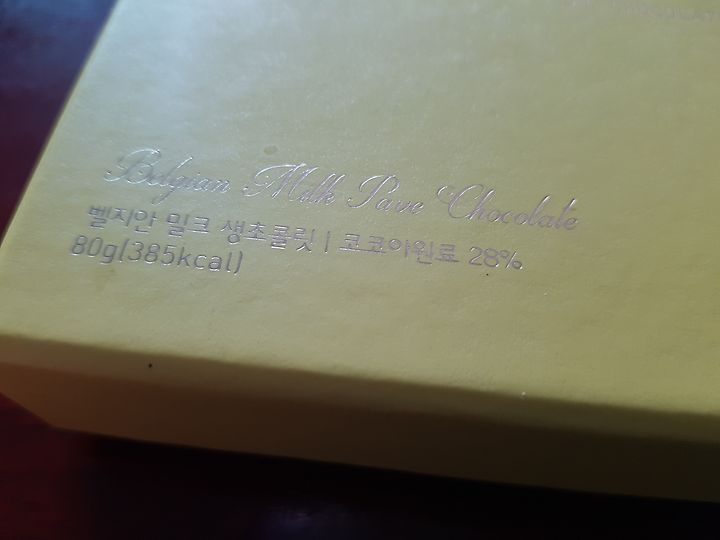 Belgian Milk Pave Chocolate
벨지안 밀크 생초콜릿 | 코코아원료 28%
80g(385kcal)